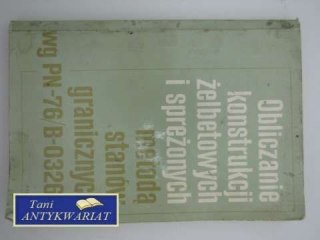 Obliczanie
konstrukcji
żelbetowych
i sprężonych
metodą
stanów
granicznych
wg PN-76/B-0326
Tani
ANTYKWARIAT